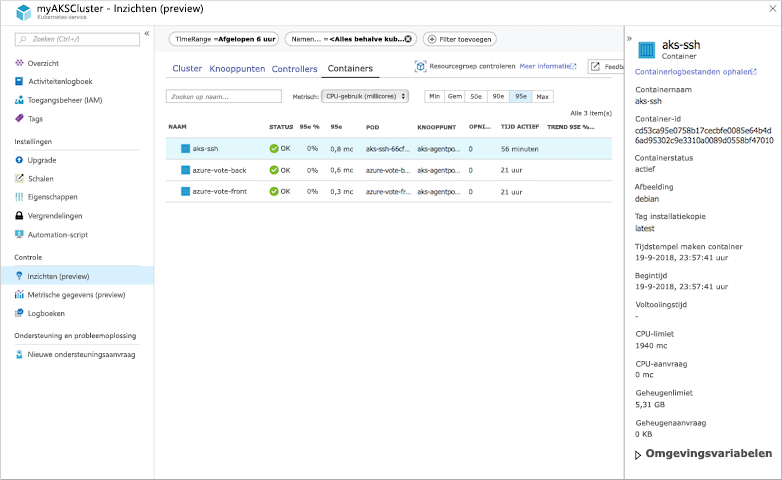 myAKSCluster - Inzichten (preview)
Kubernetes-service
Zoeken (Ctrl+/)
Overzicht
Activiteitenlogboek
Toegangsbeheer (IAM)
Tags
Instellingen
Upgrade
Schalen
Eigenschappen
Vergrendelingen
Automation-script
Controle
Inzichten (preview)
Metrische gegevens (preview)
Logboeken
Ondersteuning en probleemoplossing
Nieuwe ondersteuningsaanvraag
TimeRange = Afgelopen 6 uur
Namen... = <Alles behalve kub...
Filter toevoegen
Cluster Knooppunten Controllers Containers
Resourcegroep controleren Meer informatie
Feedba
Zoeken op naam...
Metrisch: CPU-gebruik (millicores)
Min Gem 50e 90e 95e Max
Alle 3 item(s)
NAAM STATUS 95e % 95e POD KNOOPPUNT OPNI... TIJD ACTIEF TREND 95E %...
aks-ssh OK 0% 0,8 mc aks-ssh-66cf... aks-agentpo... 0 56 minuten
azure-vote-back OK 0% 0,6 mc azure-vote-b... aks-agentpo... 0 21 uur
azure-vote-front OK 0% 0,3 mc azure-vote-fr... aks-agentpo... 0 21 uur
aks-ssh
Container
Containerlogbestanden ophalen
Containernaam
aks-ssh
Container-id
cd53ca95e0758b17cecbfe0085e64b4d
6ad95302c9e3310a0089d0558bf47010
Containerstatus
actief
Afbeelding
debian
Tag installatiekopie
latest
Tijdstempel maken container
19-9-2018, 23:57:41 uur
Begintijd
19-9-2018, 23:57:41 uur
Voltooiingstijd
-
CPU-limiet
1940 mc
CPU-aanvraag
0 mc
Geheugenlimiet
5,31 GB
Geheugenaanvraag
0 KB
Omgevingsvariabelen